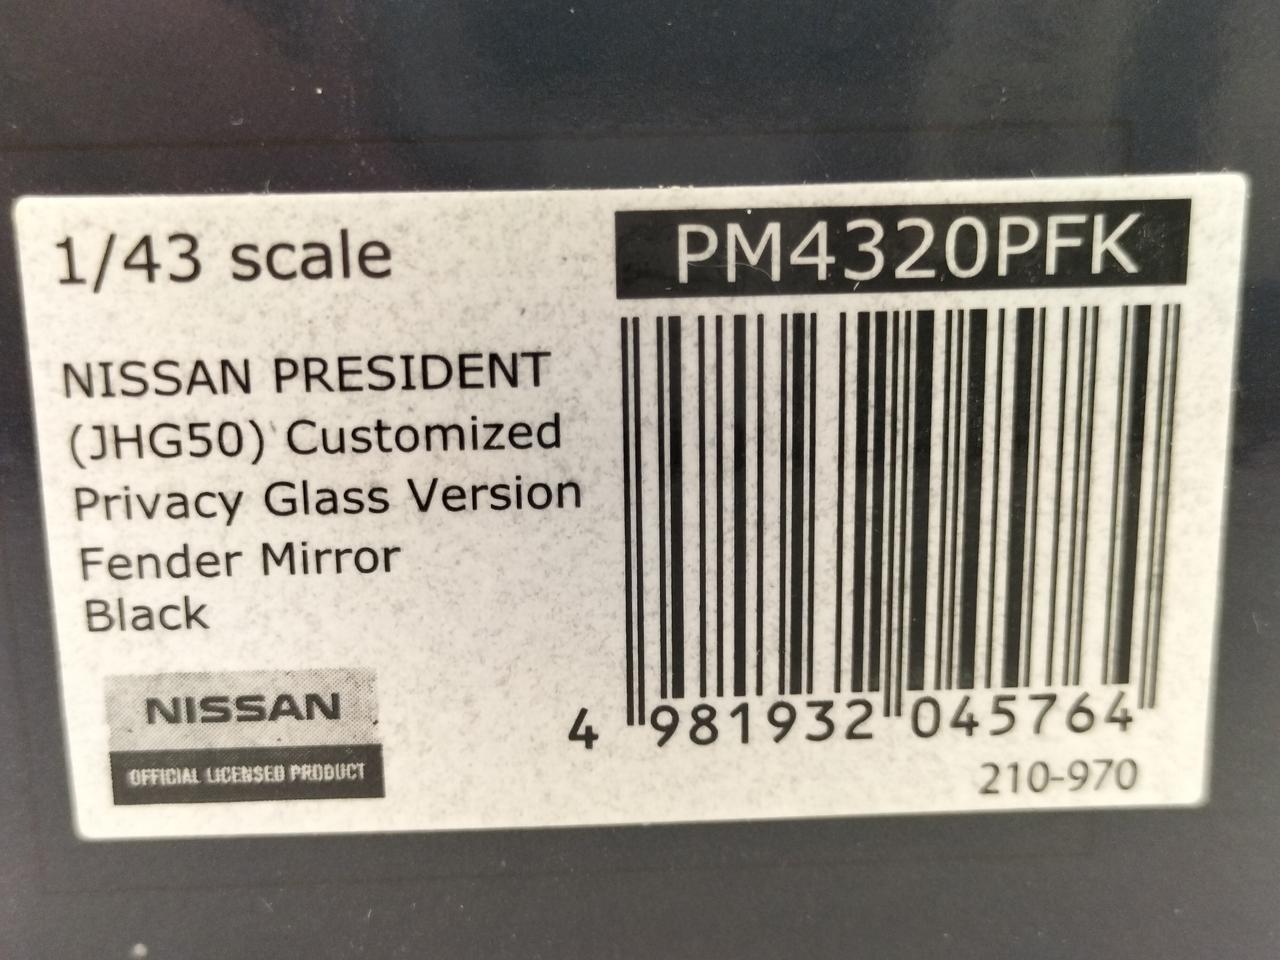 1/43 scale
PM4320PFK
NISSAN PRESIDENT
(JHG50) Customized
Privacy Glass Version
Fender Mirror
Black
NISSAN
OFFICIAL LICENSED PRODUCT
4 981932 045764
210-970